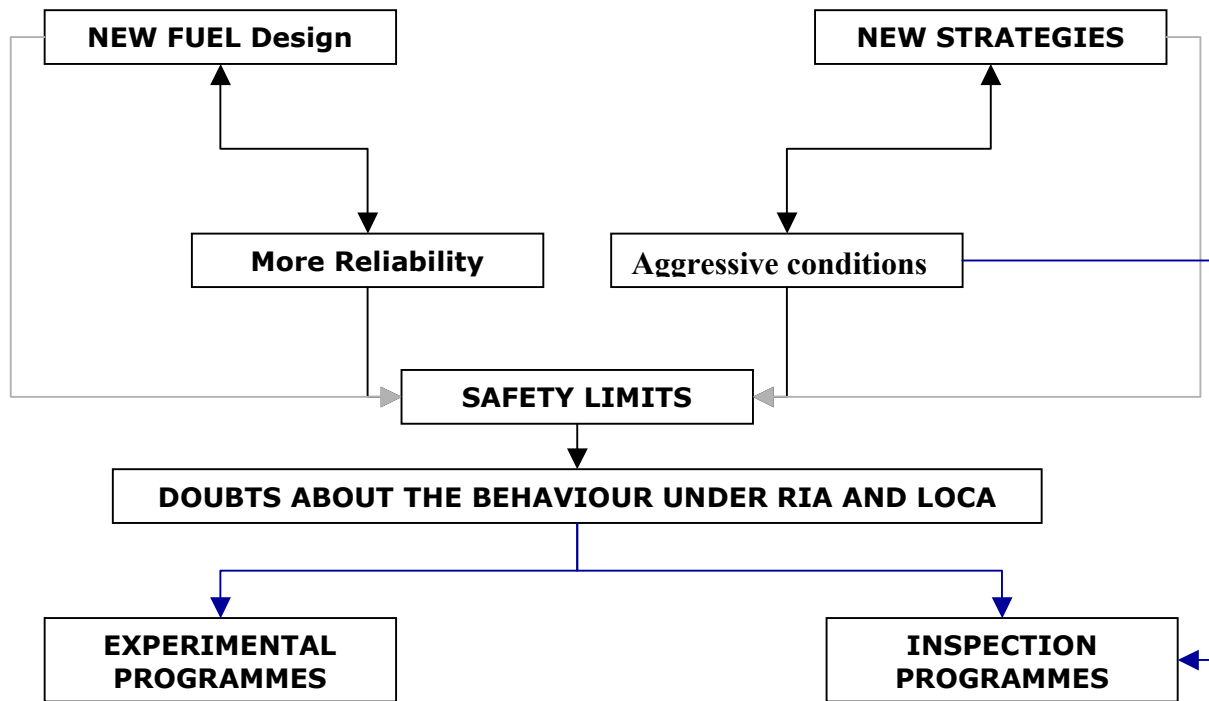 NEW FUEL Design
NEW STRATEGIES
More Reliability
Aggressive conditions
SAFETY LIMITS
DOUBTS ABOUT THE BEHAVIOUR UNDER RIA AND LOCA
EXPERIMENTAL
PROGRAMMES
INSPECTION
PROGRAMMES